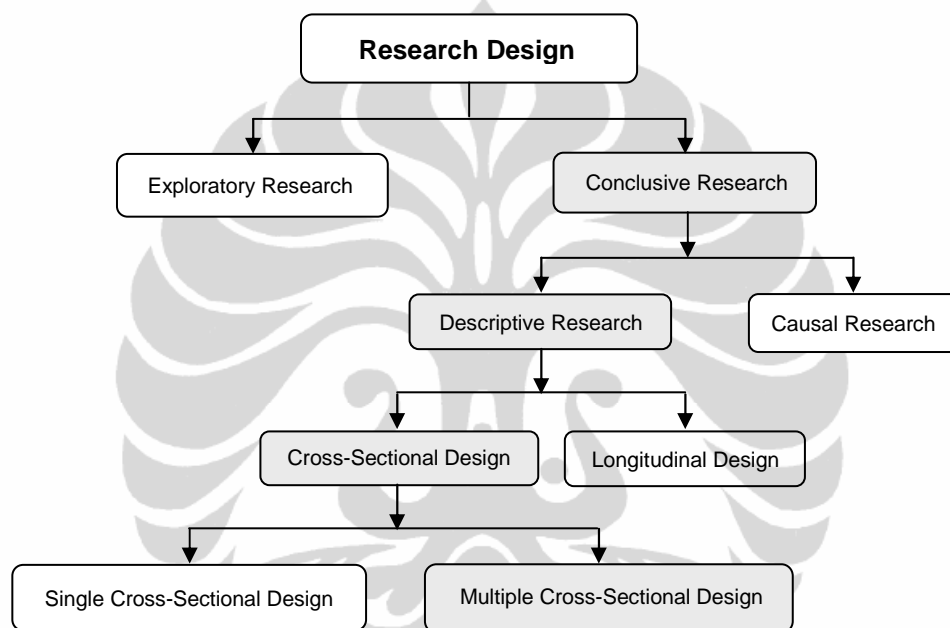 Research Design
Exploratory Research
Conclusive Research
Descriptive Research
Causal Research
Cross-Sectional Design
Longitudinal Design
Single Cross-Sectional Design
Multiple Cross-Sectional Design